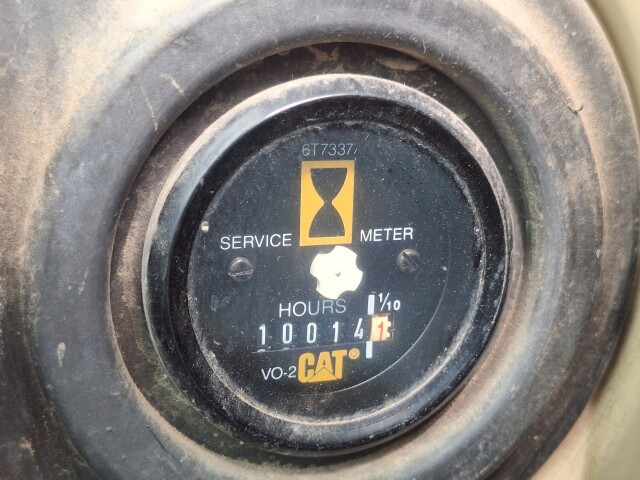 6T7337
SERVICE METER
HOURS 1/10
10014 1
VO-2 CAT®